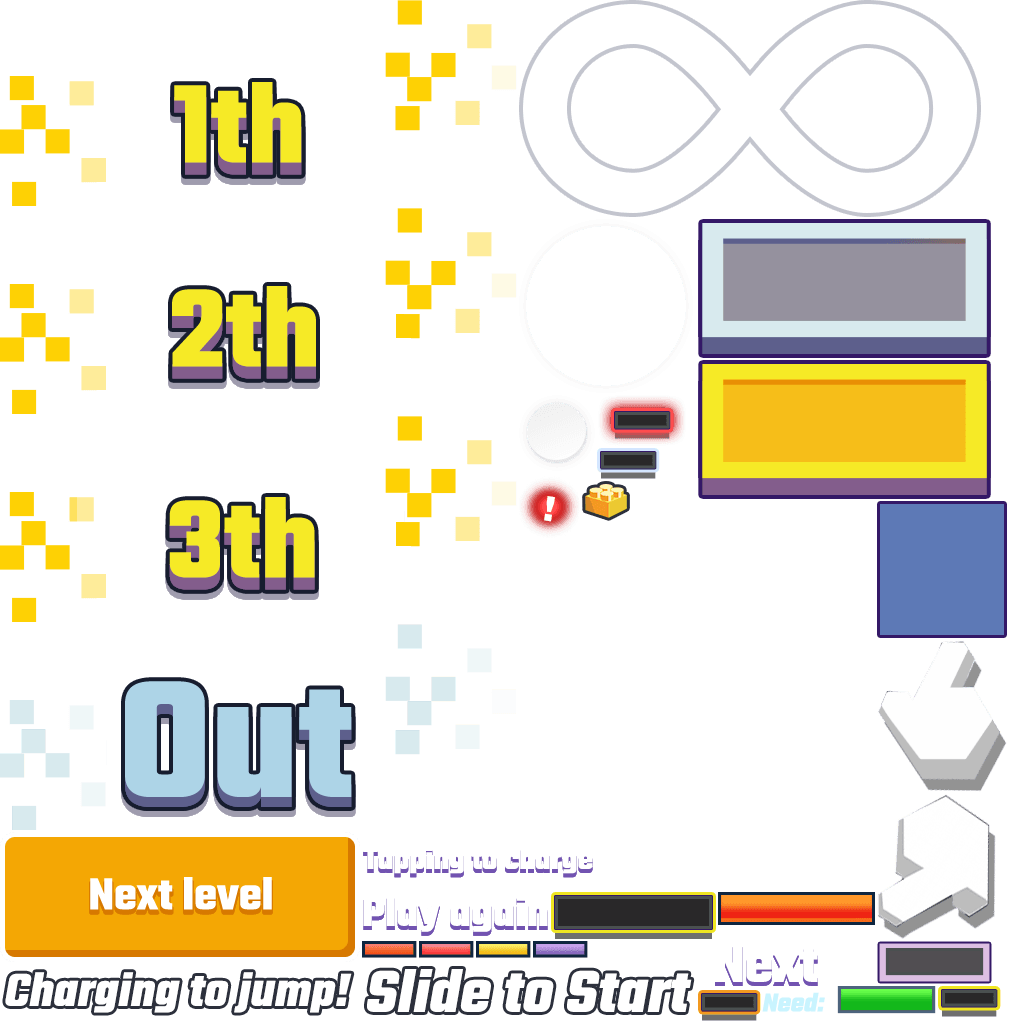 1th
2th
3th
!
Out
Next level
Tapping to charge
Play again
Charging to jump!
Slide to Start
Next
Need: